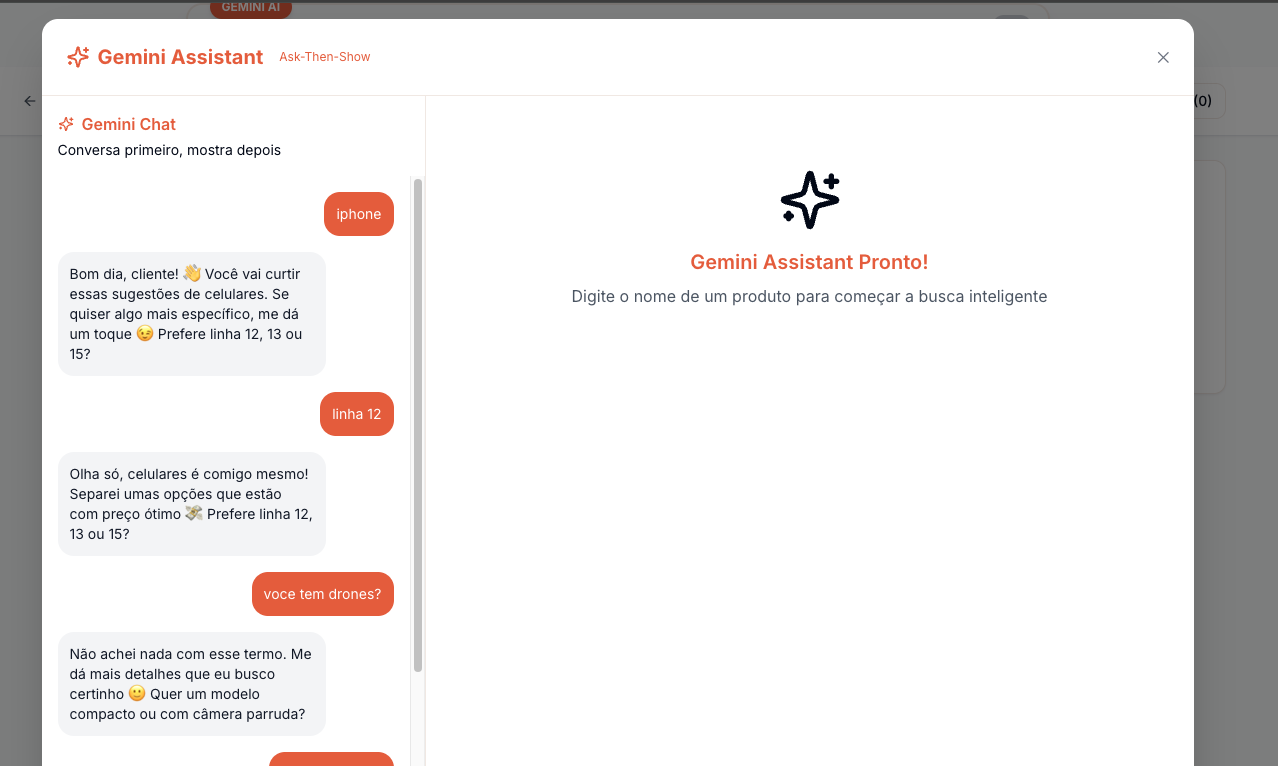 GEMINI AI
Gemini Assistant Ask-Then-Show
(0)
Gemini Chat
Conversa primeiro, mostra depois
iphone
Bom dia, cliente! 👋 Você vai curtir
essas sugestões de celulares. Se
quiser algo mais específico, me dá
um toque 😉 Prefere linha 12, 13 ou
15?
linha 12
Olha só, celulares é comigo mesmo!
Separei umas opções que estão
com preço ótimo 💸 Prefere linha 12,
13 ou 15?
voce tem drones?
Não achei nada com esse termo. Me
dá mais detalhes que eu busco
certinho 🙂 Quer um modelo
compacto ou com câmera parruda?
Gemini Assistant Pronto!
Digite o nome de um produto para começar a busca inteligente